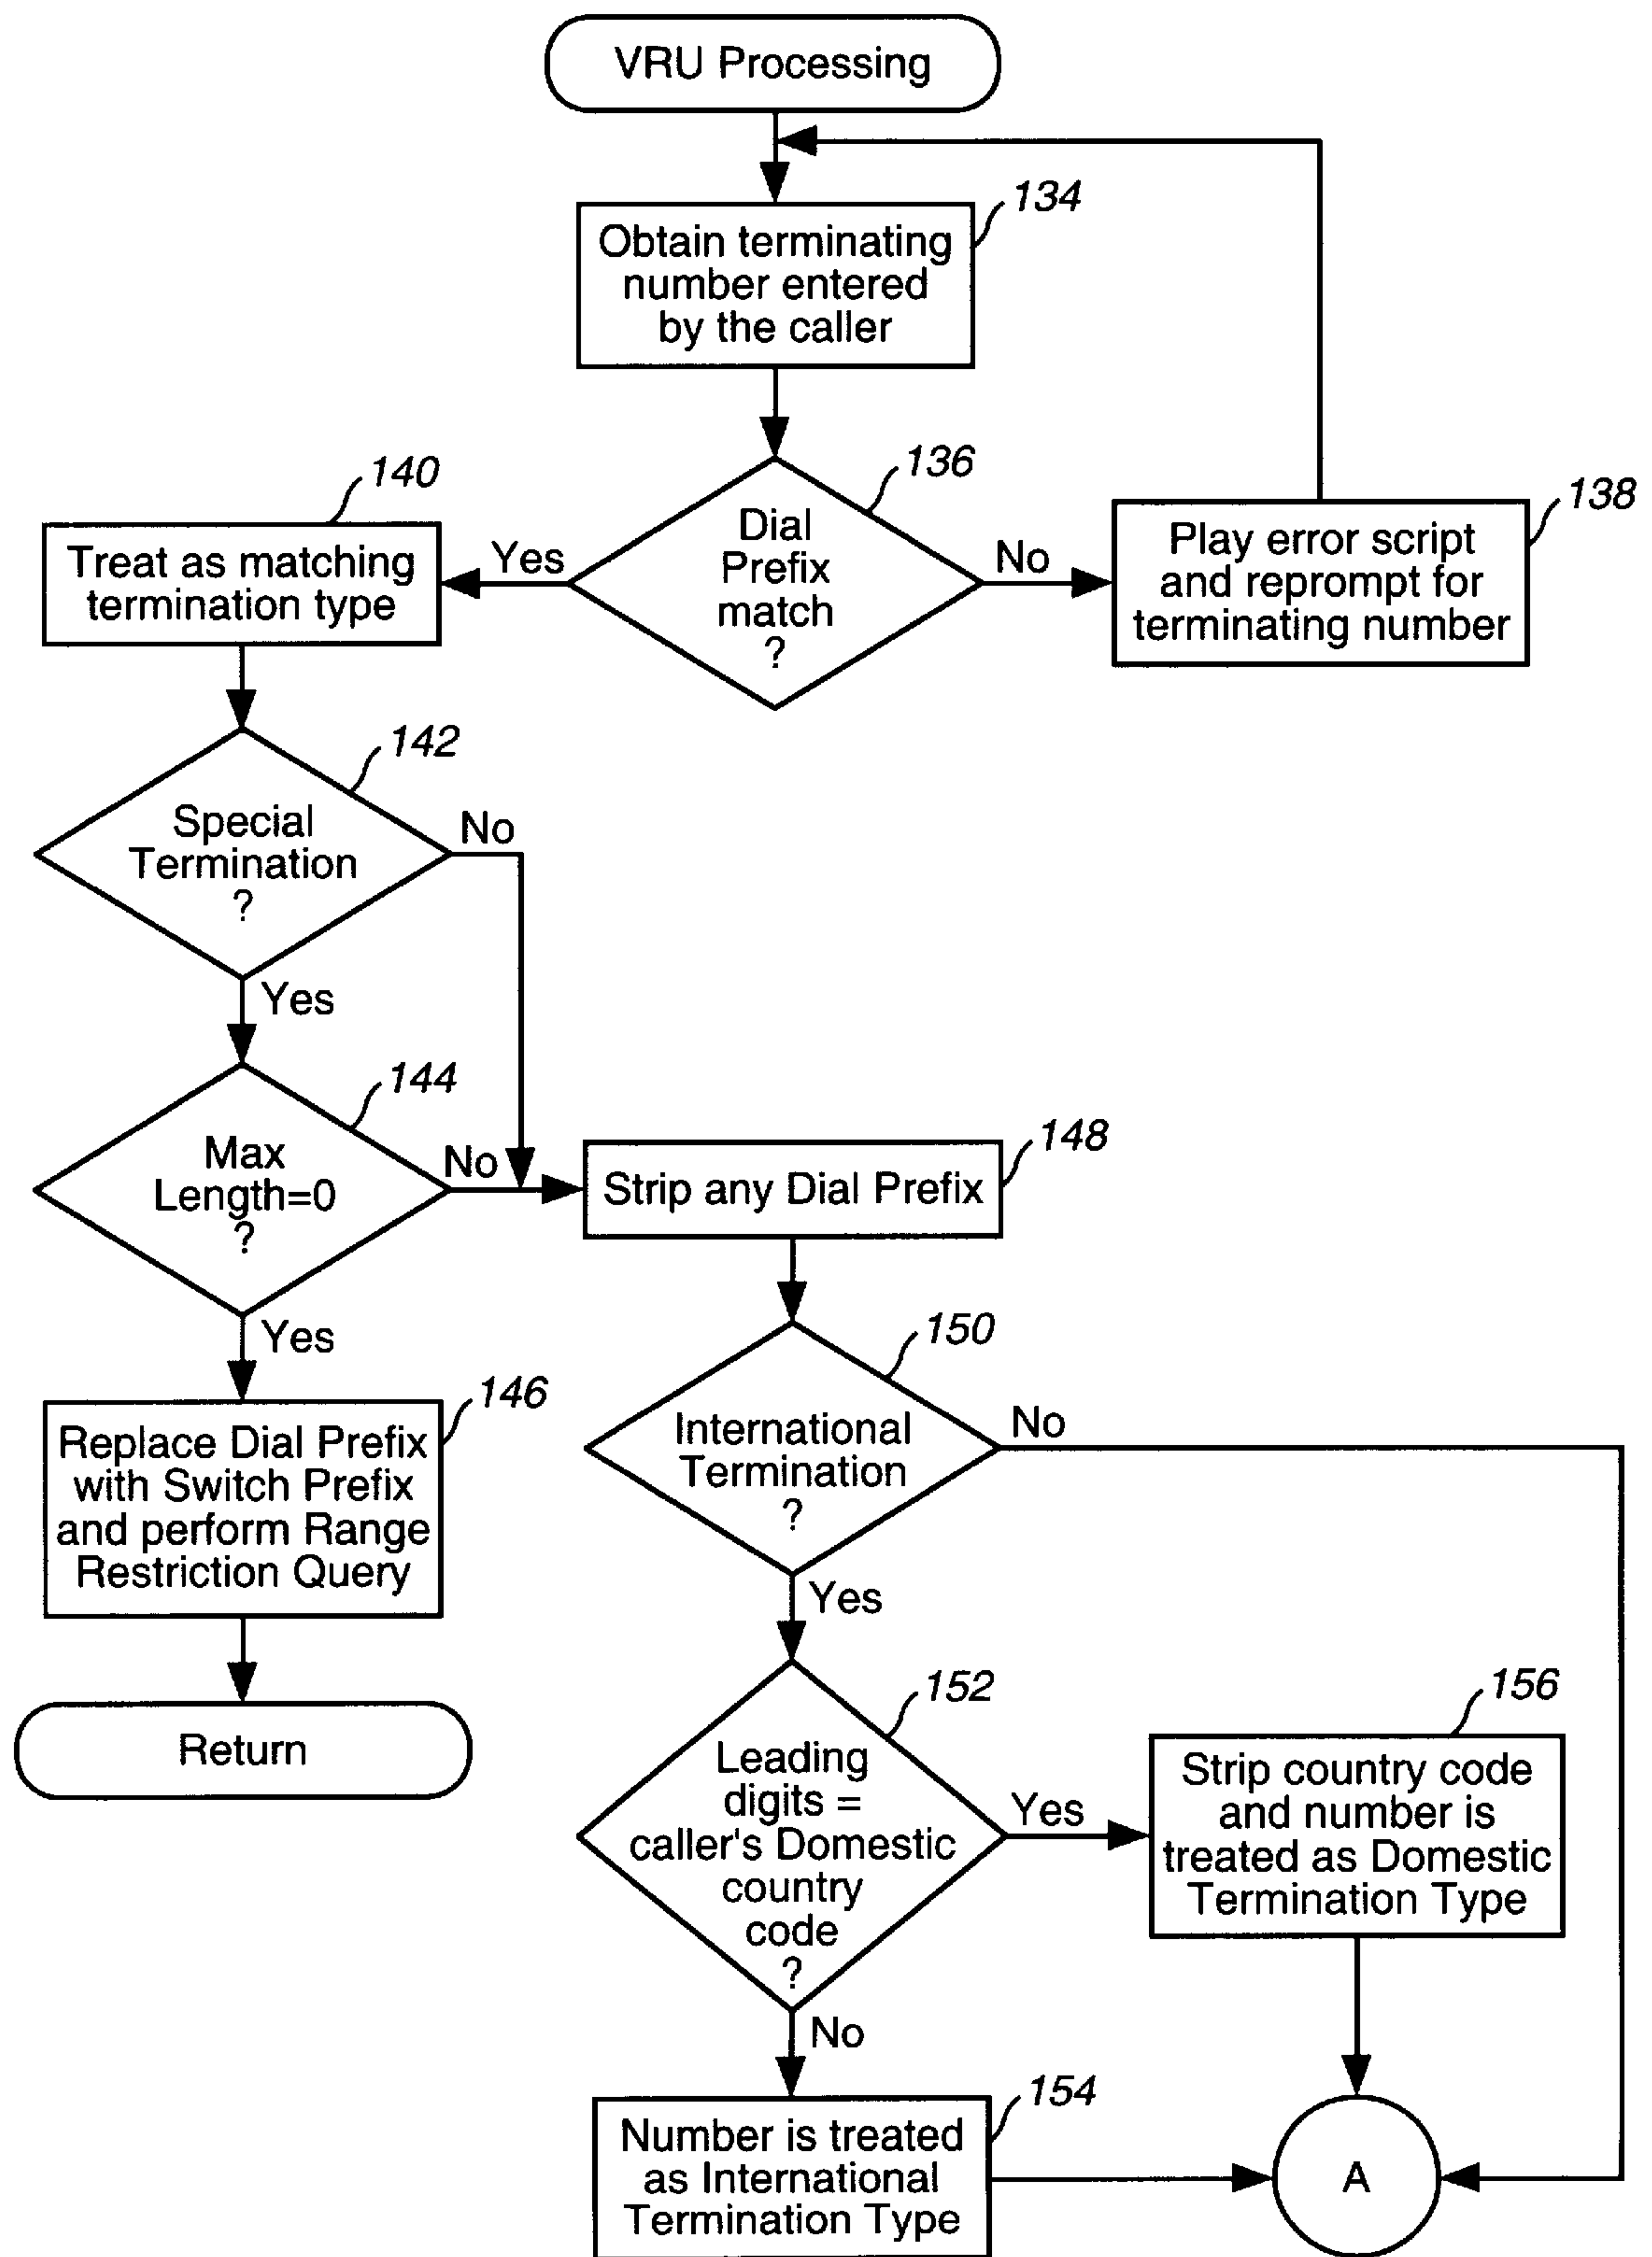 VRU Processing
134
Obtain terminating
number entered
by the caller
136
Dial
Prefix
match
?
Yes
No
138
Play error script
and reprompt for
terminating number
140
Treat as matching
termination type
142
Special
Termination
?
No
Yes
144
Max
Length=0
?
No
Yes
148
Strip any Dial Prefix
146
Replace Dial Prefix
with Switch Prefix
and perform Range
Restriction Query
Return
150
International
Termination
?
No
Yes
152
Leading
digits =
caller's Domestic
country
code
?
Yes
No
156
Strip country code
and number is
treated as Domestic
Termination Type
154
Number is treated
as International
Termination Type
A